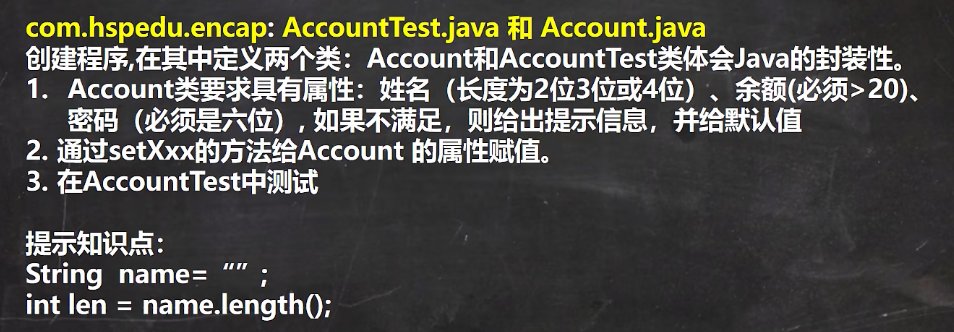 com.hspedu.encap: AccountTest.java 和 Account.java
创建程序,在其中定义两个类：Account和AccountTest类体会Java的封装性。
1. Account类要求具有属性：姓名（长度为2位3位或4位）、余额(必须>20)、
密码（必须是六位）, 如果不满足，则给出提示信息，并给默认值
2. 通过setXxx的方法给Account 的属性赋值。
3. 在AccountTest中测试
提示知识点：
String name= “” ;
int len = name.length();